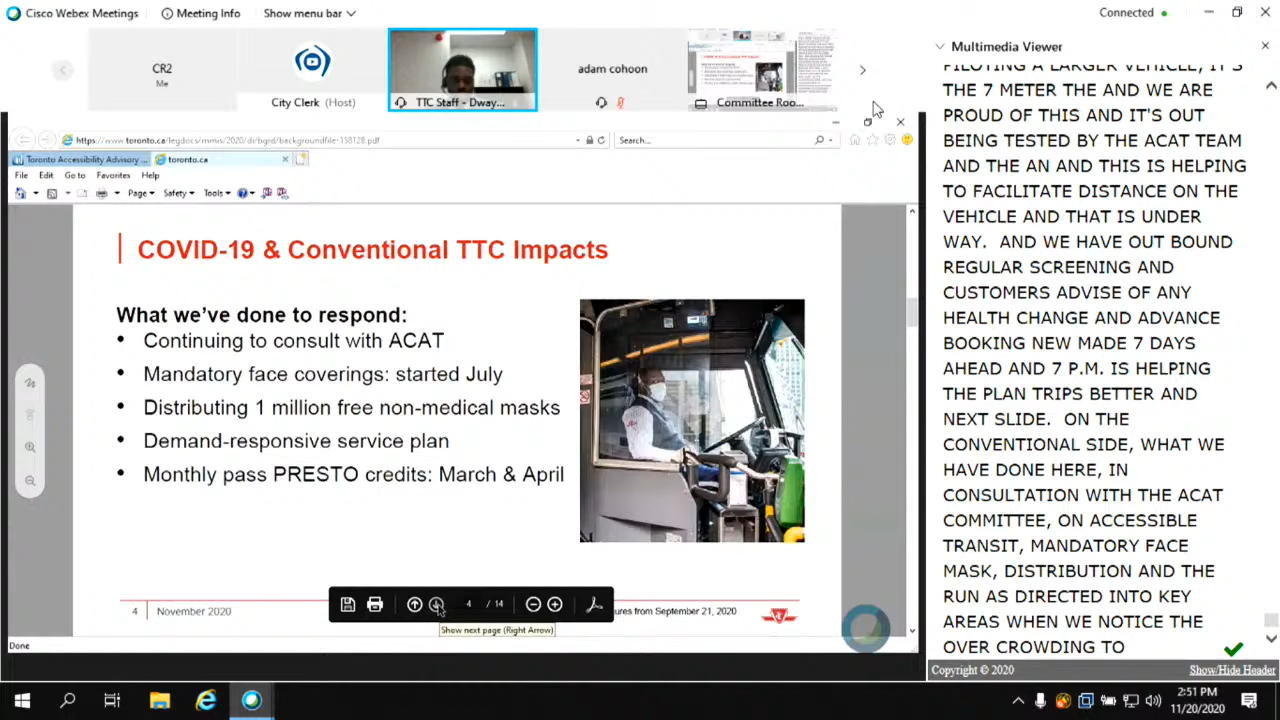 Cisco Webex Meetings
Meeting Info
Show menu bar
Connected
CR2
Me
City Clerk (Host)
TTC Staff - Dway...
adam cohoon
Committee Roo...
https://www.toronto.ca/legdocs/mmis/2020/di/bgrd/backgroundfile-158128.pdf
Search...
Toronto Accessibility Advisory ...
toronto.ca
File Edit Go to Favorites Help
Page Safety Tools
COVID-19 & Conventional TTC Impacts
What we've done to respond:
• Continuing to consult with ACAT
• Mandatory face coverings: started July
• Distributing 1 million free non-medical masks
• Demand-responsive service plan
• Monthly pass PRESTO credits: March & April
4 November 2020
4 / 14
ures from September 21, 2020
Show next page (Right Arrow)
Done
Multimedia Viewer
PILOTING A LARGER VEHICLE, IT
THE 7 METER THE AND WE ARE
PROUD OF THIS AND IT'S OUT
BEING TESTED BY THE ACAT TEAM
AND THE AN AND THIS IS HELPING
TO FACILITATE DISTANCE ON THE
VEHICLE AND THAT IS UNDER
WAY. AND WE HAVE OUT BOUND
REGULAR SCREENING AND
CUSTOMERS ADVISE OF ANY
HEALTH CHANGE AND ADVANCE
BOOKING NEW MADE 7 DAYS
AHEAD AND 7 P.M. IS HELPING
THE PLAN TRIPS BETTER AND
NEXT SLIDE. ON THE
CONVENTIONAL SIDE, WHAT WE
HAVE DONE HERE, IN
CONSULTATION WITH THE ACAT
COMMITTEE, ON ACCESSIBLE
TRANSIT, MANDATORY FACE
MASK, DISTRIBUTION AND THE
RUN AS DIRECTED INTO KEY
AREAS WHEN WE NOTICE THE
OVER CROWDING TO
Copyright © 2020
Show/Hide Header
2:51 PM
11/20/2020